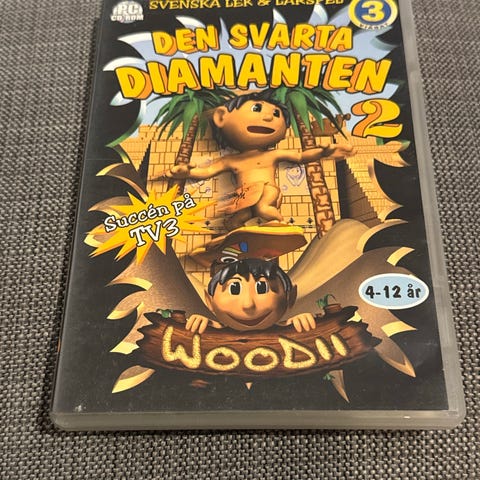 PC
CD-ROM
SVENSKA LEK & LÄRSPEL
3
DEN SVARTA
DIAMANTEN
2
Succén på
TV3
4-12 år
WOODII